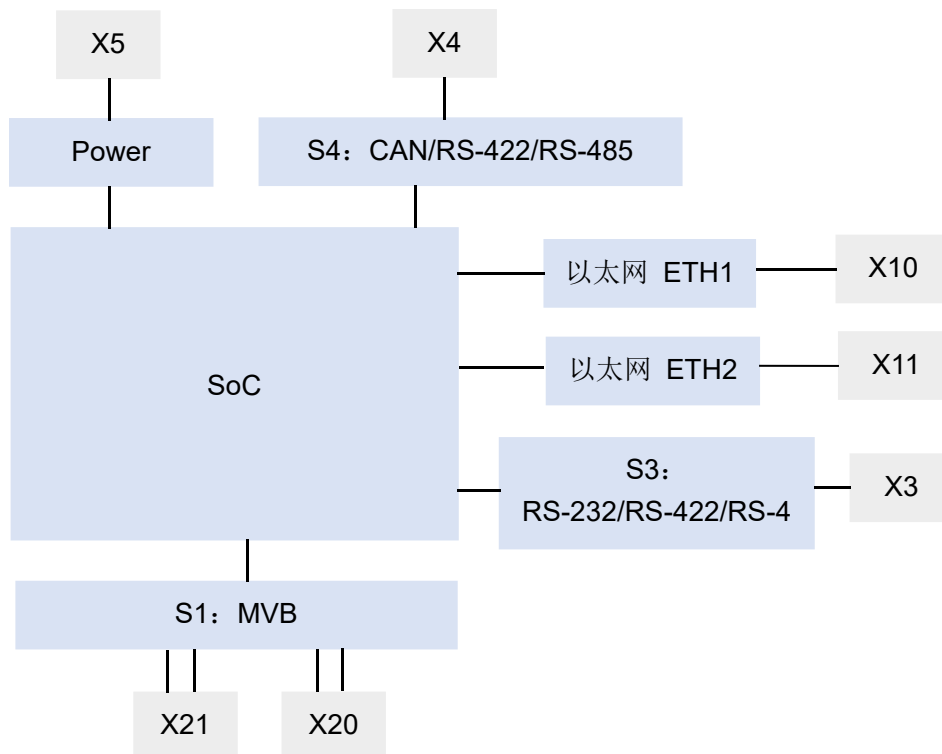 X5
X4
Power
S4：CAN/RS-422/RS-485
以太网 ETH1
X10
SoC
以太网 ETH2
X11
S3：
RS-232/RS-422/RS-4
X3
S1：MVB
X21
X20